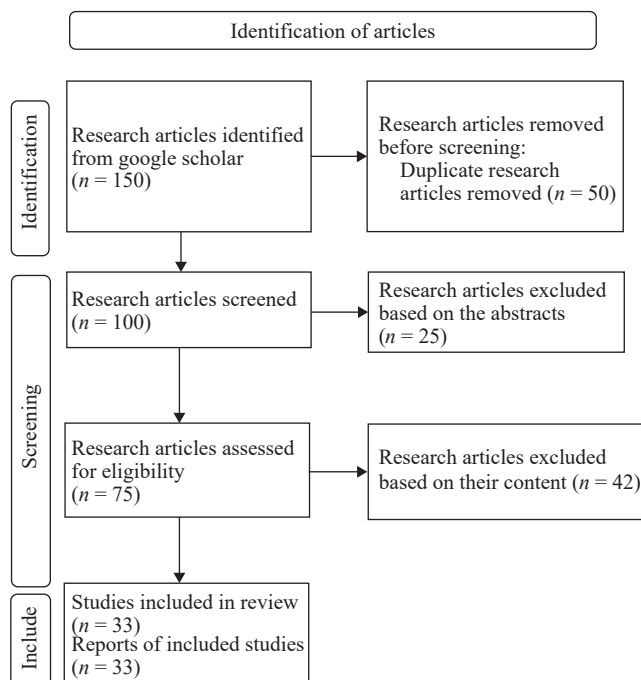 Identification of articles
Identification
Research articles identified
from google scholar
(n = 150)
Research articles removed
before screening:
Duplicate research
articles removed (n = 50)
Screening
Research articles screened
(n = 100)
Research articles excluded
based on the abstracts
(n = 25)
Research articles assessed
for eligibility
(n = 75)
Research articles excluded
based on their content (n = 42)
Include
Studies included in review
(n = 33)
Reports of included studies
(n = 33)